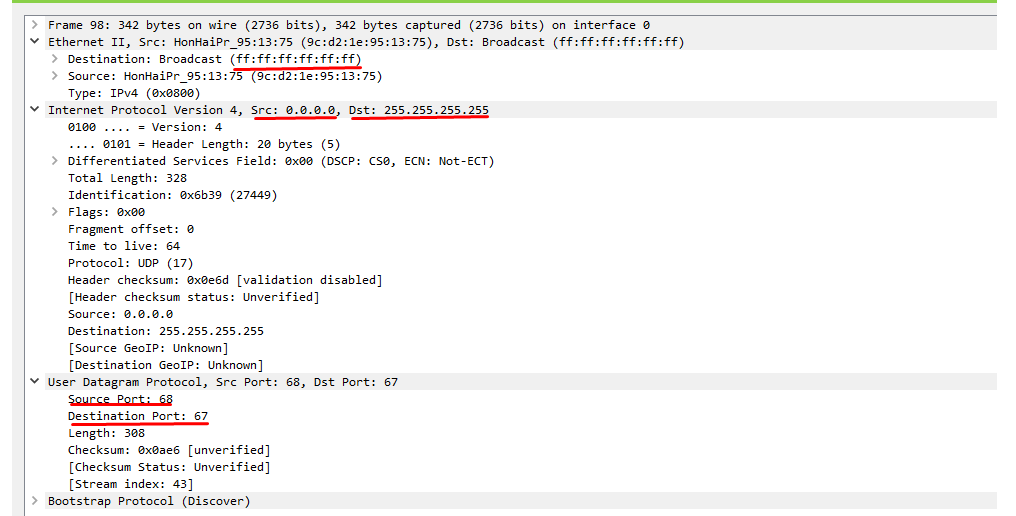 Frame 98: 342 bytes on wire (2736 bits), 342 bytes captured (2736 bits) on interface 0
Ethernet II, Src: HonHaiPr_95:13:75 (9c:d2:1e:95:13:75), Dst: Broadcast (ff:ff:ff:ff:ff:ff)
Destination: Broadcast (ff:ff:ff:ff:ff:ff)
Source: HonHaiPr_95:13:75 (9c:d2:1e:95:13:75)
Type: IPv4 (0x0800)
Internet Protocol Version 4, Src: 0.0.0.0, Dst: 255.255.255.255
0100 .... = Version: 4
.... 0101 = Header Length: 20 bytes (5)
Differentiated Services Field: 0x00 (DSCP: CS0, ECN: Not-ECT)
Total Length: 328
Identification: 0x6b39 (27449)
Flags: 0x00
Fragment offset: 0
Time to live: 64
Protocol: UDP (17)
Header checksum: 0x0e6d [validation disabled]
[Header checksum status: Unverified]
Source: 0.0.0.0
Destination: 255.255.255.255
[Source GeoIP: Unknown]
[Destination GeoIP: Unknown]
User Datagram Protocol, Src Port: 68, Dst Port: 67
Source Port: 68
Destination Port: 67
Length: 308
Checksum: 0x0ae6 [unverified]
[Checksum Status: Unverified]
[Stream index: 43]
Bootstrap Protocol (Discover)